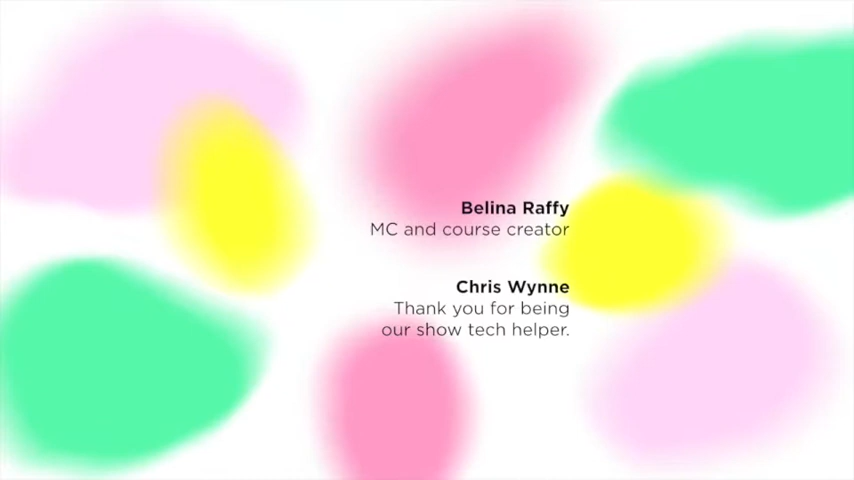 Belina Raffy
MC and course creator
Chris Wynne
Thank you for being
our show tech helper.